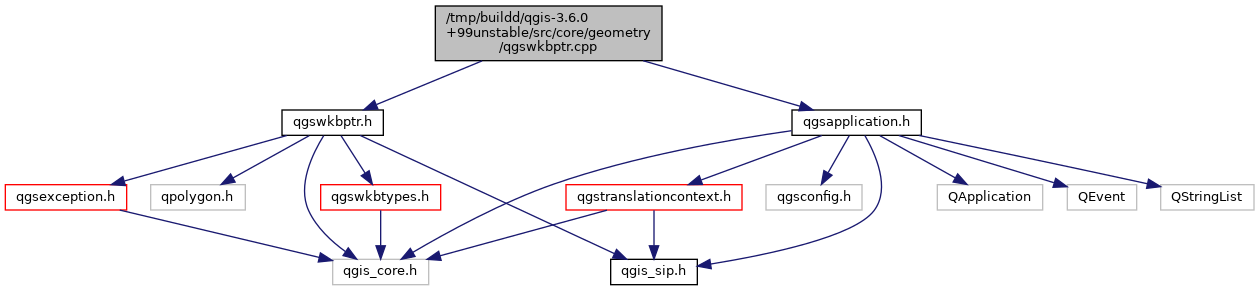 /tmp/buildd/qgis-3.6.0
+99unstable/src/core/geometry
/qgswkbptr.cpp
qgswkbptr.h
qgsapplication.h
qgsexception.h
qpolygon.h
qgswkbtypes.h
qgstranslationcontext.h
qgsconfig.h
QApplication
QEvent
QStringList
qgis_core.h
qgis_sip.h